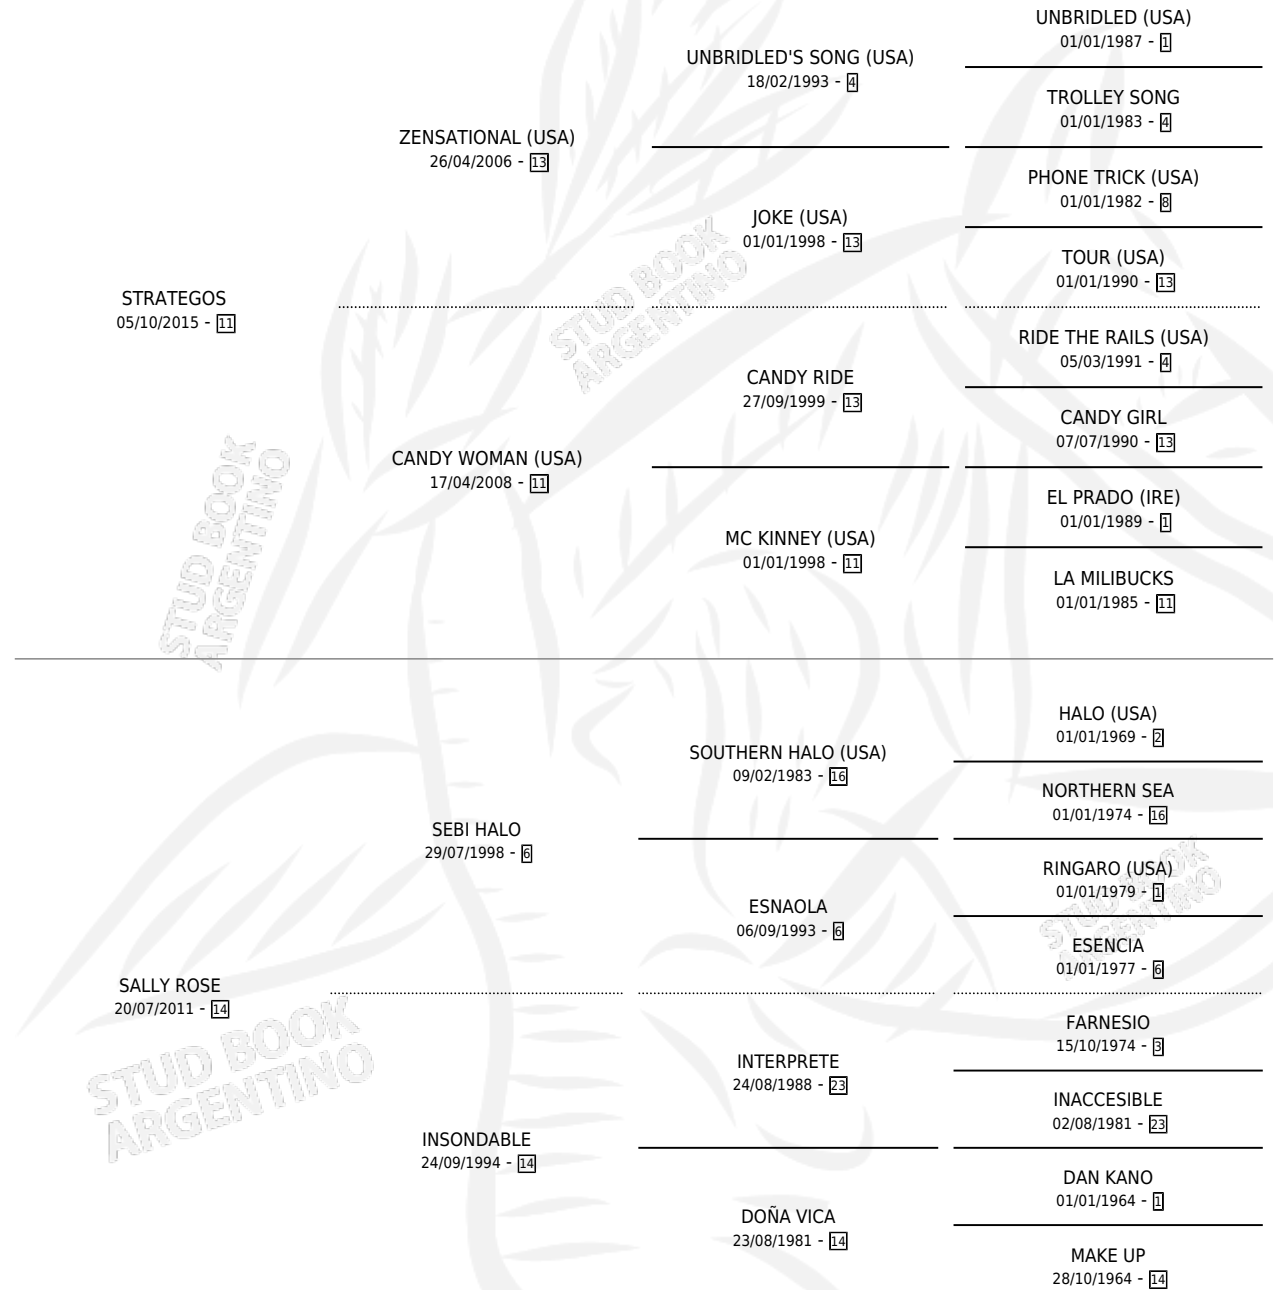 UNBRIDLED (USA)
01/01/1987 - 1
UNBRIDLED'S SONG (USA)
18/02/1993 - 4
TROLLEY SONG
01/01/1983 - 4
ZENSATIONAL (USA)
26/04/2006 - 13
PHONE TRICK (USA)
01/01/1982 - 8
JOKE (USA)
01/01/1998 - 13
TOUR (USA)
01/01/1990 - 13
STRATEGOS
05/10/2015 - 11
RIDE THE RAILS (USA)
05/03/1991 - 4
CANDY RIDE
27/09/1999 - 13
CANDY GIRL
07/07/1990 - 13
CANDY WOMAN (USA)
17/04/2008 - 11
EL PRADO (IRE)
01/01/1989 - 1
MC KINNEY (USA)
01/01/1998 - 11
LA MILIBUCKS
01/01/1985 - 11
HALO (USA)
01/01/1969 - 2
SOUTHERN HALO (USA)
09/02/1983 - 16
NORTHERN SEA
01/01/1974 - 16
SEBI HALO
29/07/1998 - 6
RINGARO (USA)
01/01/1979 - 1
ESNAOLA
06/09/1993 - 6
ESENCIA
01/01/1977 - 6
SALLY ROSE
20/07/2011 - 14
FARNESIO
15/10/1974 - 3
INTERPRETE
24/08/1988 - 23
INACCESIBLE
02/08/1981 - 23
INSONDABLE
24/09/1994 - 14
DAN KANO
01/01/1964 - 1
DOÑA VICA
23/08/1981 - 14
MAKE UP
28/10/1964 - 14
STUD BOOK
ARGENTINO
STUD BOOK
ARGENTINO
STUD BOOK
ARGENTINO
STUD BOOK
ARGENTINO